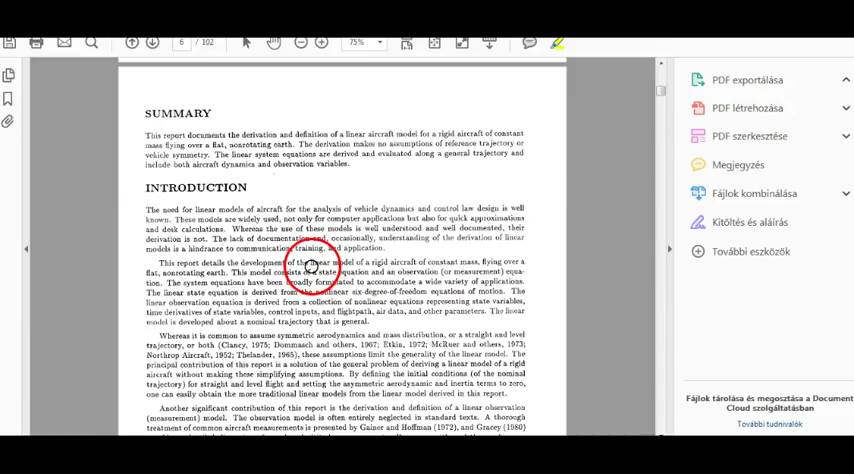 6 / 102
75%
SUMMARY
This report documents the derivation and definition of a linear aircraft model for a rigid aircraft of constant
mass flying over a flat, nonrotating earth. The derivation makes no assumptions of reference trajectory or
vehicle symmetry. The linear system equations are derived and evaluated along a general trajectory and
include both aircraft dynamics and observation variables.
INTRODUCTION
The need for linear models of aircraft for the analysis of vehicle dynamics and control law design is well
known. These models are widely used, not only for computer applications but also for quick approximations
and desk calculations. Whereas the use of these models is well understood and well documented, their
derivation is not. The lack of documentation and, occasionally, understanding of the derivation of linear
models is a hindrance to communication, training, and application.
This report details the development of the linear model of a rigid aircraft of constant mass, flying over a
flat, nonrotating earth. This model consists of a state equation and an observation (or measurement) equa-
tion. The system equations have been broadly formulated to accommodate a wide variety of applications.
The linear state equation is derived from the nonlinear six-degree-of-freedom equations of motion. The
linear observation equation is derived from a collection of nonlinear equations representing state variables,
time derivatives of state variables, control inputs, and flightpath, air data, and other parameters. The linear
model is developed about a nominal trajectory that is general.
Whereas it is common to assume symmetric aerodynamics and mass distribution, or a straight and level
trajectory, or both (Clancy, 1975; Dommasch and others, 1967; Etkin, 1972; McRuer and others, 1973;
Northrop Aircraft, 1952; Thelander, 1965), these assumptions limit the generality of the linear model. The
principal contribution of this report is a solution of the general problem of deriving a linear model of a rigid
aircraft without making these simplifying assumptions. By defining the initial conditions (of the nominal
trajectory) for straight and level flight and setting the asymmetric aerodynamic and inertia terms to zero,
one can easily obtain the more traditional linear models from the linear model derived in this report.
Another significant contribution of this report is the derivation and definition of a linear observation
(measurement) model. The observation model is often entirely neglected in standard texts. A thorough
treatment of common aircraft measurements is presented by Gainer and Hoffman (1972), and Gracey (1980)
PDF exportálása
PDF létrehozása
PDF szerkesztése
Megjegyzés
Fájlok kombinálása
Kitöltés és aláírás
További eszközök
Fájlok tárolása és megosztása a Document
Cloud szolgáltatásban
További tudnivalók